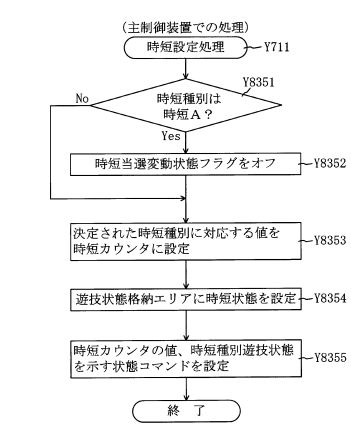 (主制御装置での処理)
時短設定処理
Y711
Y8351
時短種別は
時短A?
No
Yes
時短当選変動状態フラグをオフ
Y8352
決定された時短種別に対応する値を
時短カウンタに設定
Y8353
遊技状態格納エリアに時短状態を設定
Y8354
時短カウンタの値、時短種別遊技状態
を示す状態コマンドを設定
Y8355
終 了